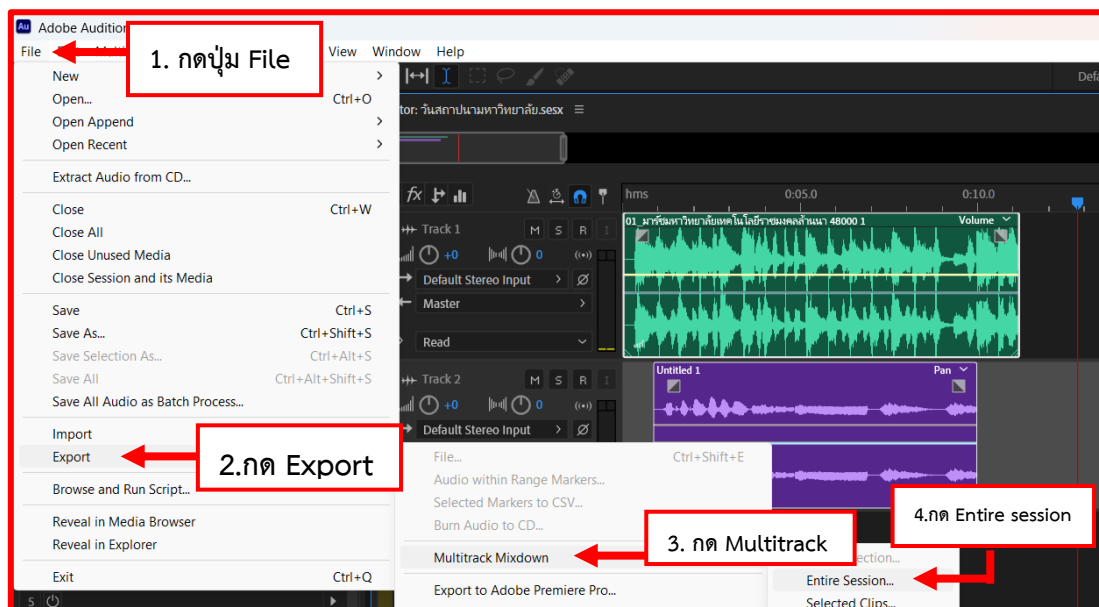 Au Adobe Audition
File
View Window Help
1. กดปุ่ม File
New
Open... Ctrl+O
Open Append
Open Recent
Extract Audio from CD...
Close Ctrl+W
Close All
Close Unused Media
Close Session and its Media
Save Ctrl+S
Save As... Ctrl+Shift+S
Save Selection As... Ctrl+Alt+S
Save All Ctrl+Alt+Shift+S
Save All Audio as Batch Process...
Import
Export
2.กด Export
Browse and Run Script...
Reveal in Media Browser
Reveal in Explorer
Exit Ctrl+Q
tor: วันสถาปนามหาวิทยาลัย.sesx
fx
hms 0:05.0 0:10.0
Track 1 M S R I
01_มาร์ชมหาวิทยาลัยเทคโนโลยีราชมงคลล้านนา 48000 1 Volume
+0 0
Default Stereo Input
Master
Read
Track 2 M S R I
Untitled 1 Pan
+0 0
Default Stereo Input
File... Ctrl+Shift+E
Audio within Range Markers...
Selected Markers to CSV...
Burn Audio to CD...
Multitrack Mixdown
Export to Adobe Premiere Pro...
3. กด Multitrack
4.กด Entire session
Entire Session...
Selected Clips...
5